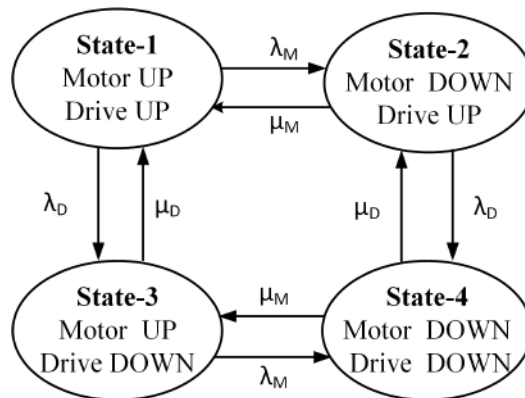 State-1
Motor UP
Drive UP
λM
μM
State-2
Motor DOWN
Drive UP
λD
μD
μD
λD
State-3
Motor UP
Drive DOWN
μM
λM
State-4
Motor DOWN
Drive DOWN